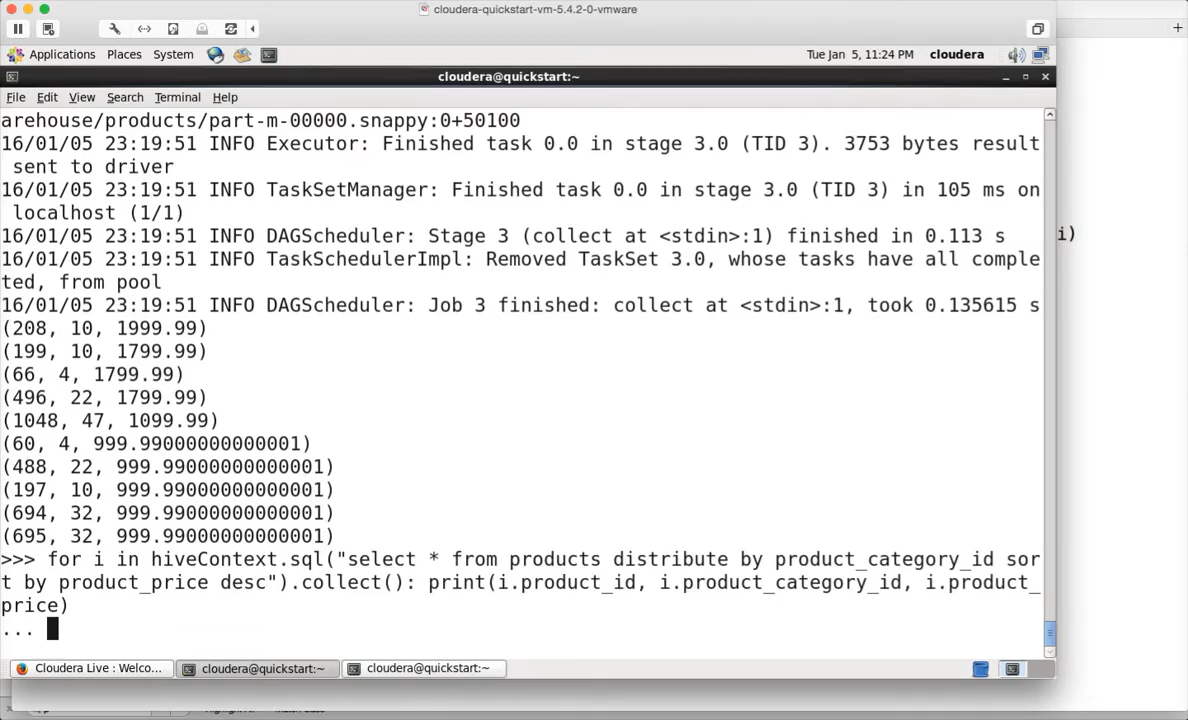 cloudera-quickstart-vm-5.4.2-0-vmware
Applications Places System
Tue Jan 5, 11:24 PM cloudera
cloudera@quickstart:~
File Edit View Search Terminal Help
arehouse/products/part-m-00000.snappy:0+50100
16/01/05 23:19:51 INFO Executor: Finished task 0.0 in stage 3.0 (TID 3). 3753 bytes result
sent to driver
16/01/05 23:19:51 INFO TaskSetManager: Finished task 0.0 in stage 3.0 (TID 3) in 105 ms on
localhost (1/1)
16/01/05 23:19:51 INFO DAGScheduler: Stage 3 (collect at <stdin>:1) finished in 0.113 s
i)
16/01/05 23:19:51 INFO TaskSchedulerImpl: Removed TaskSet 3.0, whose tasks have all comple
ted, from pool
16/01/05 23:19:51 INFO DAGScheduler: Job 3 finished: collect at <stdin>:1, took 0.135615 s
(208, 10, 1999.99)
(199, 10, 1799.99)
(66, 4, 1799.99)
(496, 22, 1799.99)
(1048, 47, 1099.99)
(60, 4, 999.99000000000001)
(488, 22, 999.99000000000001)
(197, 10, 999.99000000000001)
(694, 32, 999.99000000000001)
(695, 32, 999.99000000000001)
>>> for i in hiveContext.sql("select * from products distribute by product_category_id sor
t by product_price desc").collect(): print(i.product_id, i.product_category_id, i.product_
price)
...
Cloudera Live : Welco... cloudera@quickstart:~ cloudera@quickstart:~